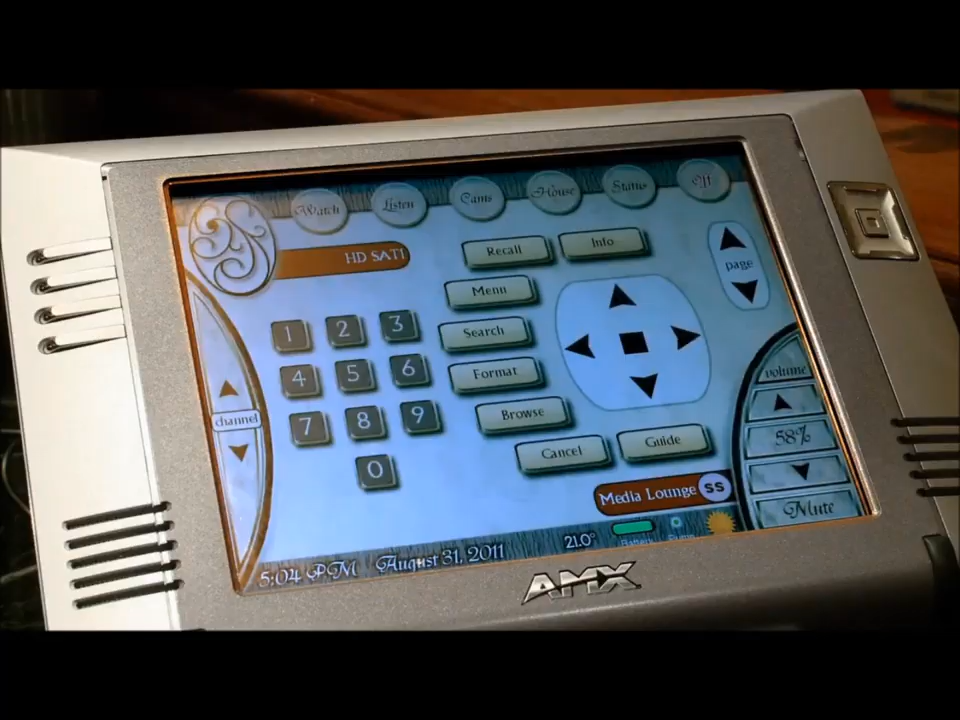 Watch
Listen
Cams
House
Status
Off
HD SAT1
Recall
Info
page
Menu
1 2 3
Search
4 5 6
Format
volume
channel
7 8 9
Browse
58%
0
Cancel
Guide
Media Lounge SS
Mute
5:04 PM August 31, 2011
21.0°
Battery
AMX